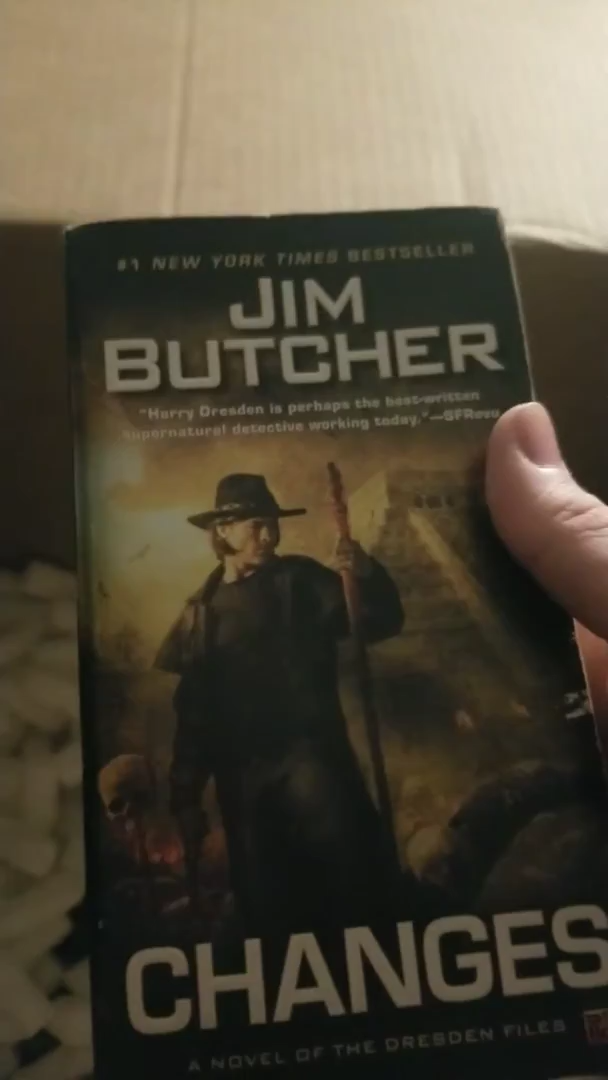 #1 NEW YORK TIMES BESTSELLER
JIM
BUTCHER
"Harry Dresden is perhaps the best-written
supernatural detective working today."—SFRevu
CHANGES
A NOVEL OF THE DRESDEN FILES